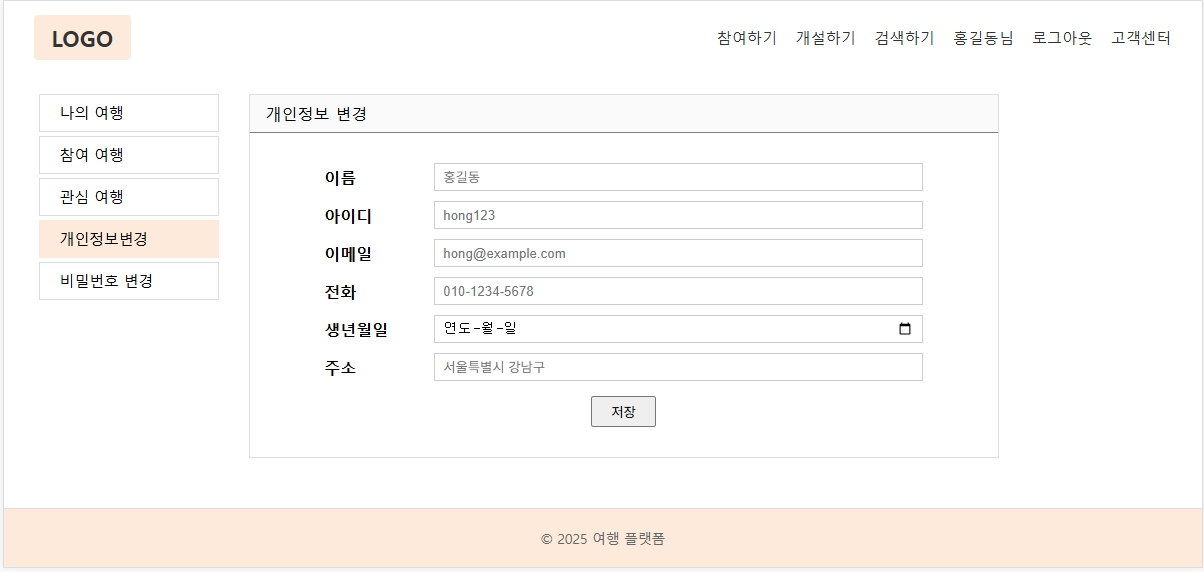 LOGO
참여하기 개설하기 검색하기 홍길동님 로그아웃 고객센터
나의 여행
참여 여행
관심 여행
개인정보변경
비밀번호 변경
개인정보 변경
이름 홍길동
아이디 hong123
이메일 hong@example.com
전화 010-1234-5678
생년월일 연도-월-일
주소 서울특별시 강남구
저장
© 2025 여행 플랫폼